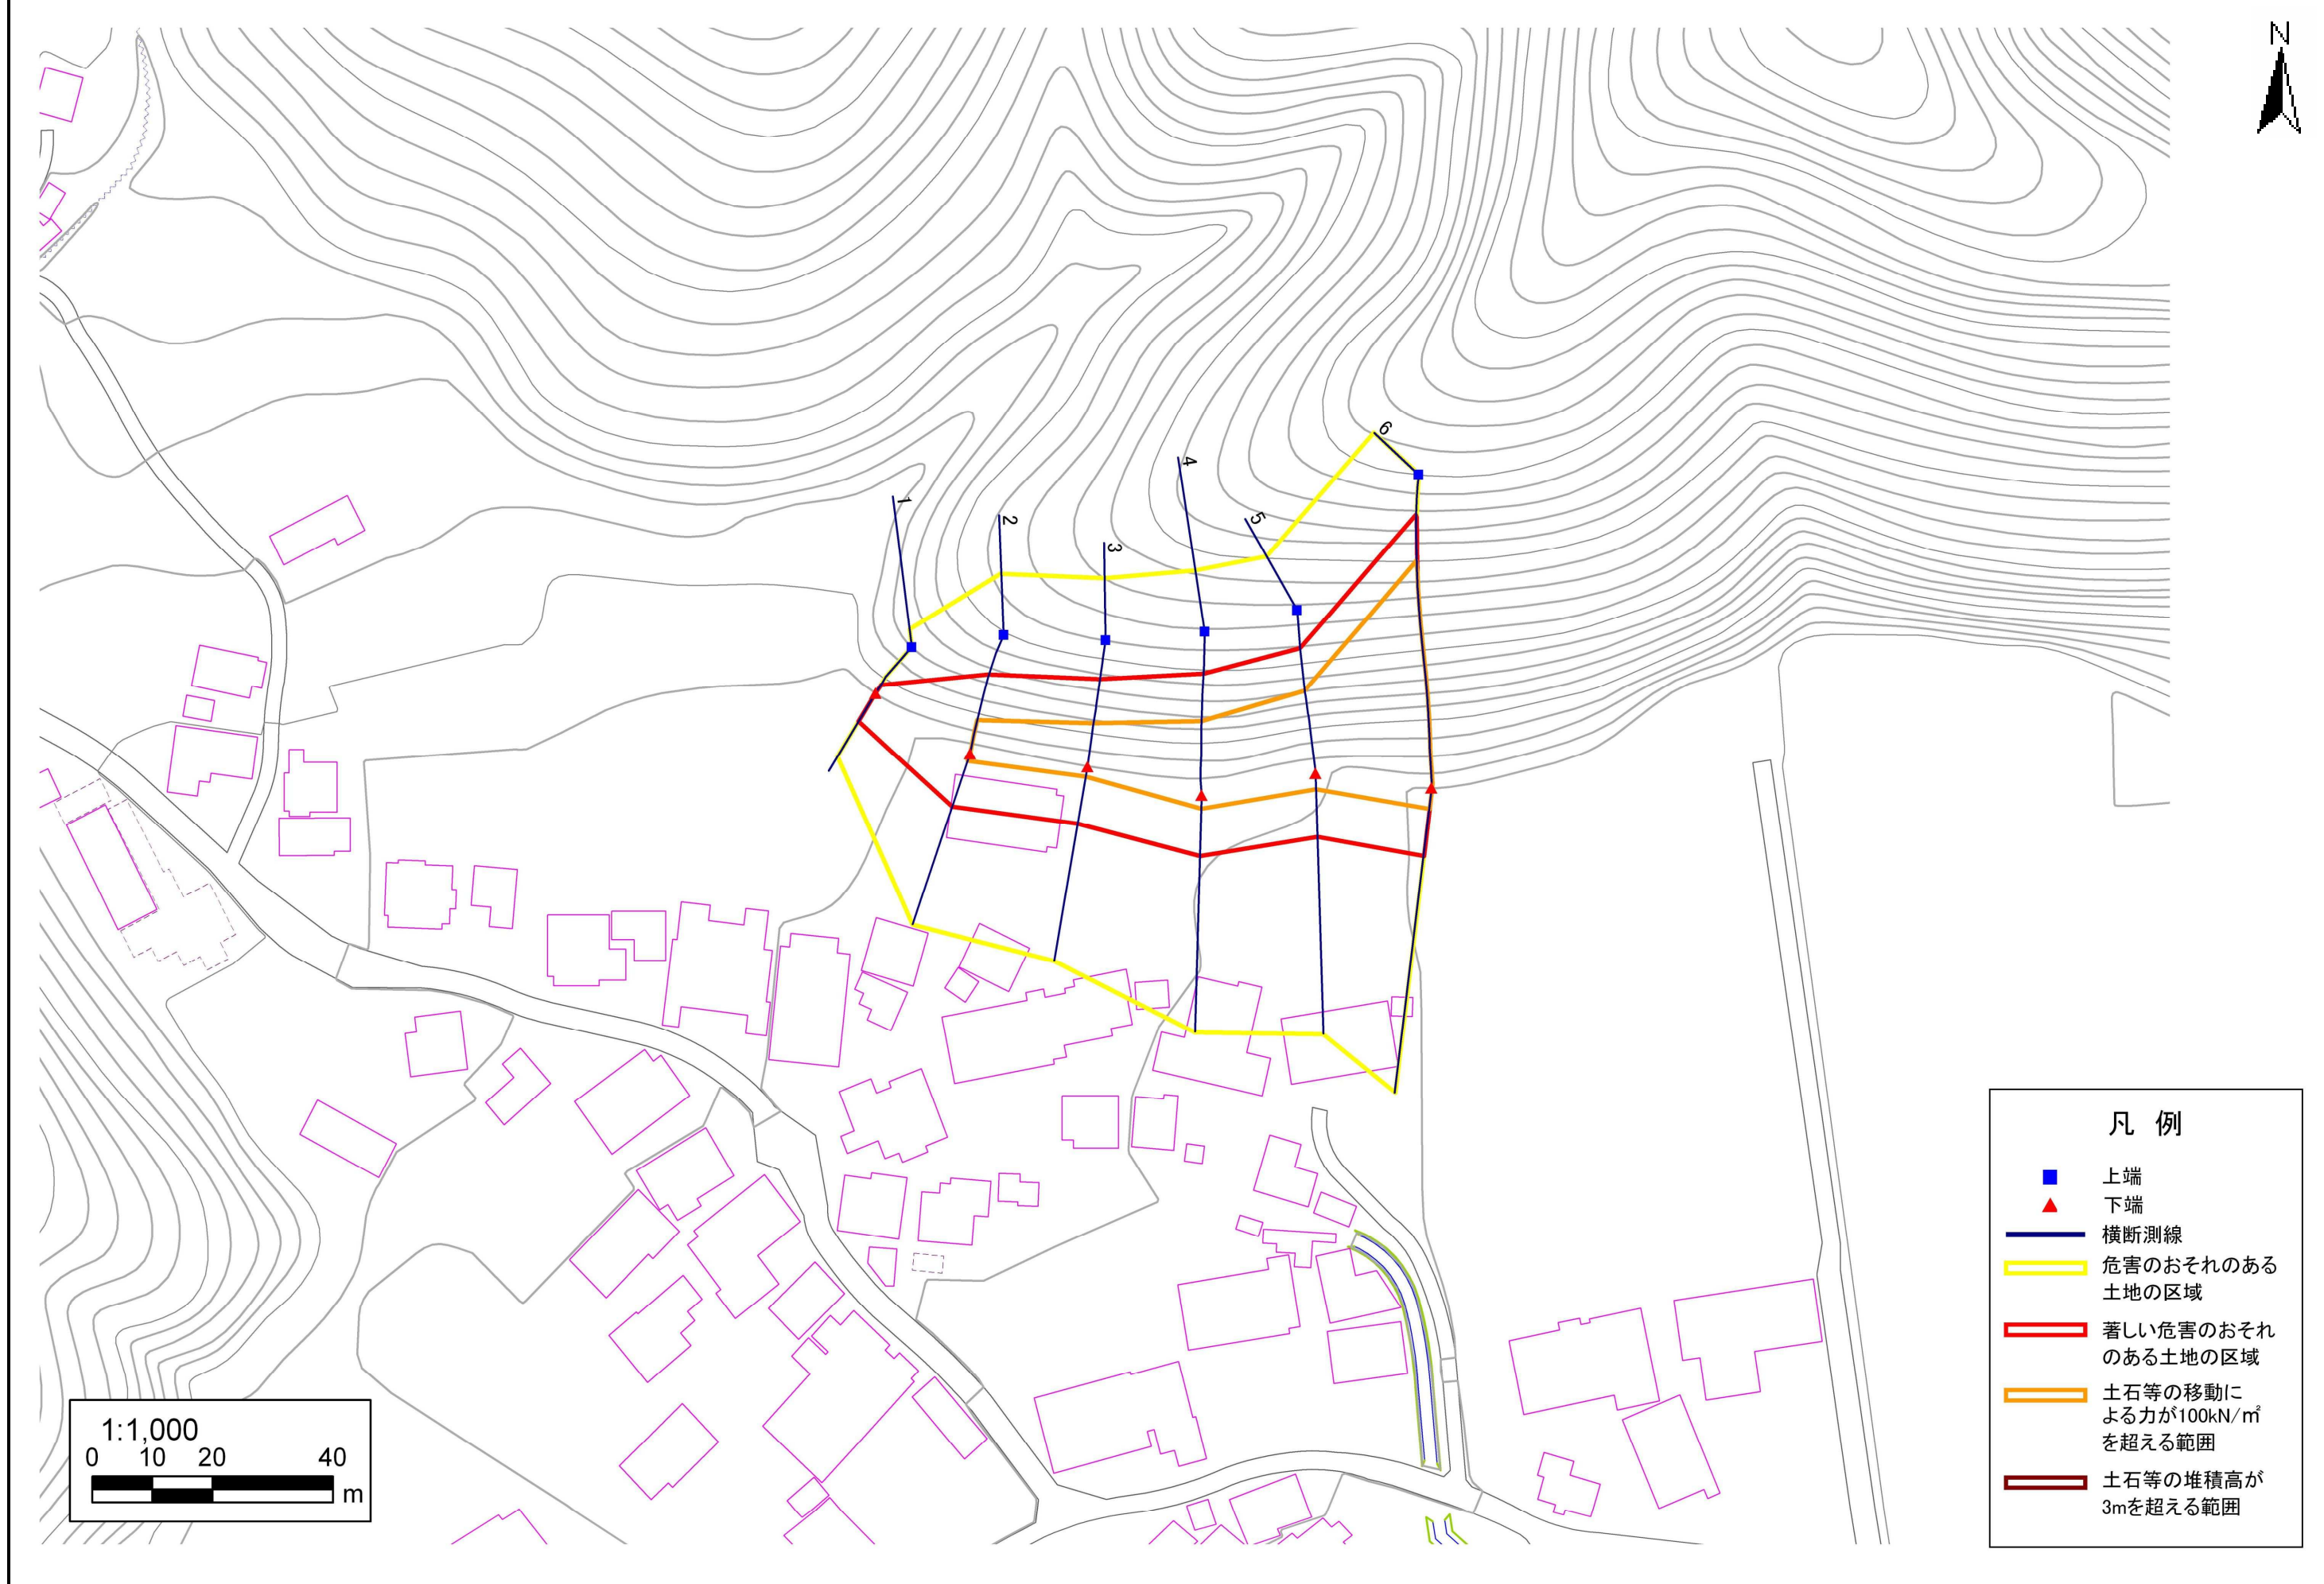 N
6
4
1
2
5
3
凡 例
上端
下端
横断測線
危害のおそれのある
土地の区域
著しい危害のおそれ
のある土地の区域
土石等の移動に
よる力が100kN/㎡
を超える範囲
土石等の堆積高が
3mを超える範囲
1:1,000
0 10 20 40
m